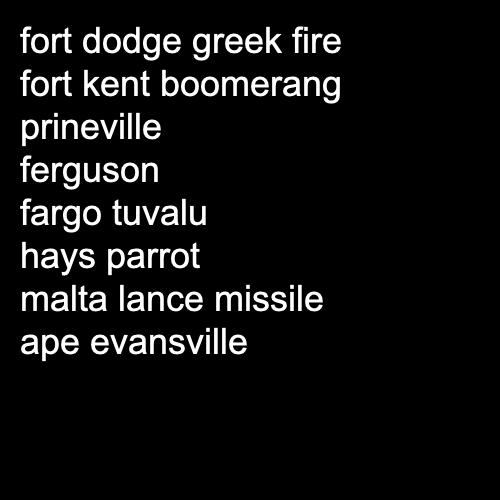 fort dodge greek fire
fort kent boomerang
prineville
ferguson
fargo tuvalu
hays parrot
malta lance missile
ape evansville